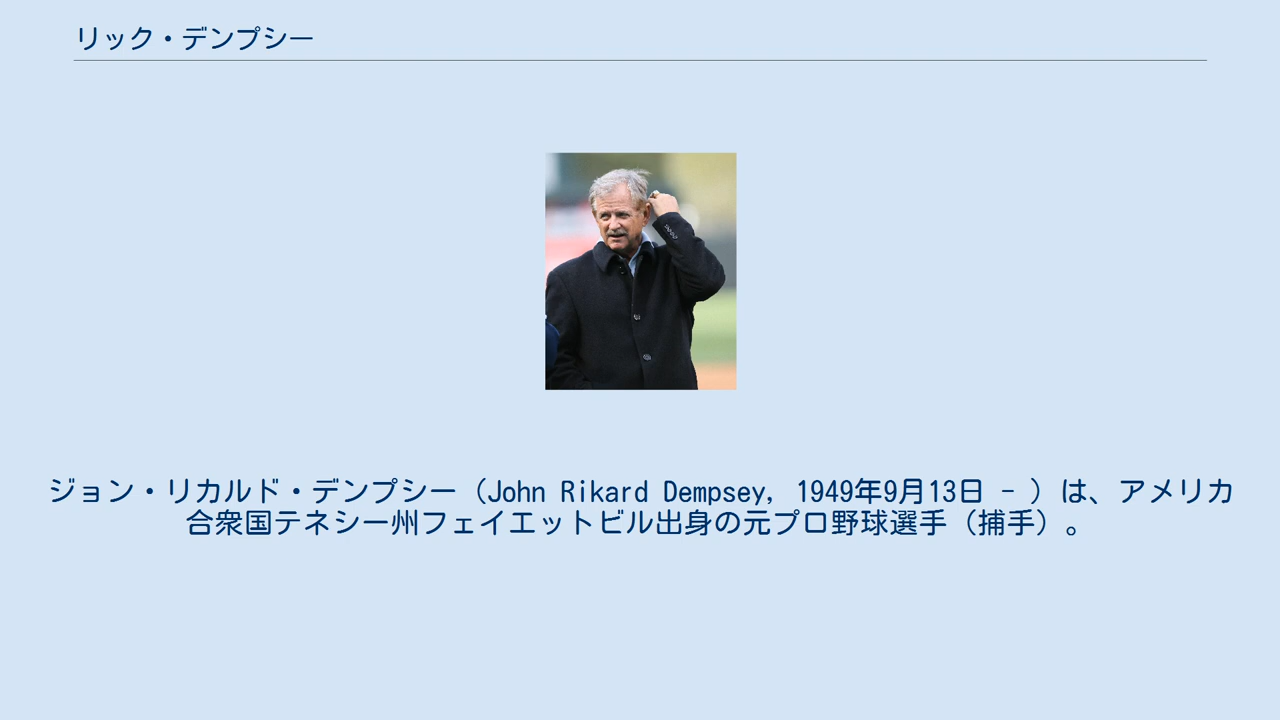 リック・デンプシー
ジョン・リカルド・デンプシー（John Rikard Dempsey, 1949年9月13日 - ）は、アメリカ
合衆国テネシー州フェイエットビル出身の元プロ野球選手（捕手）。